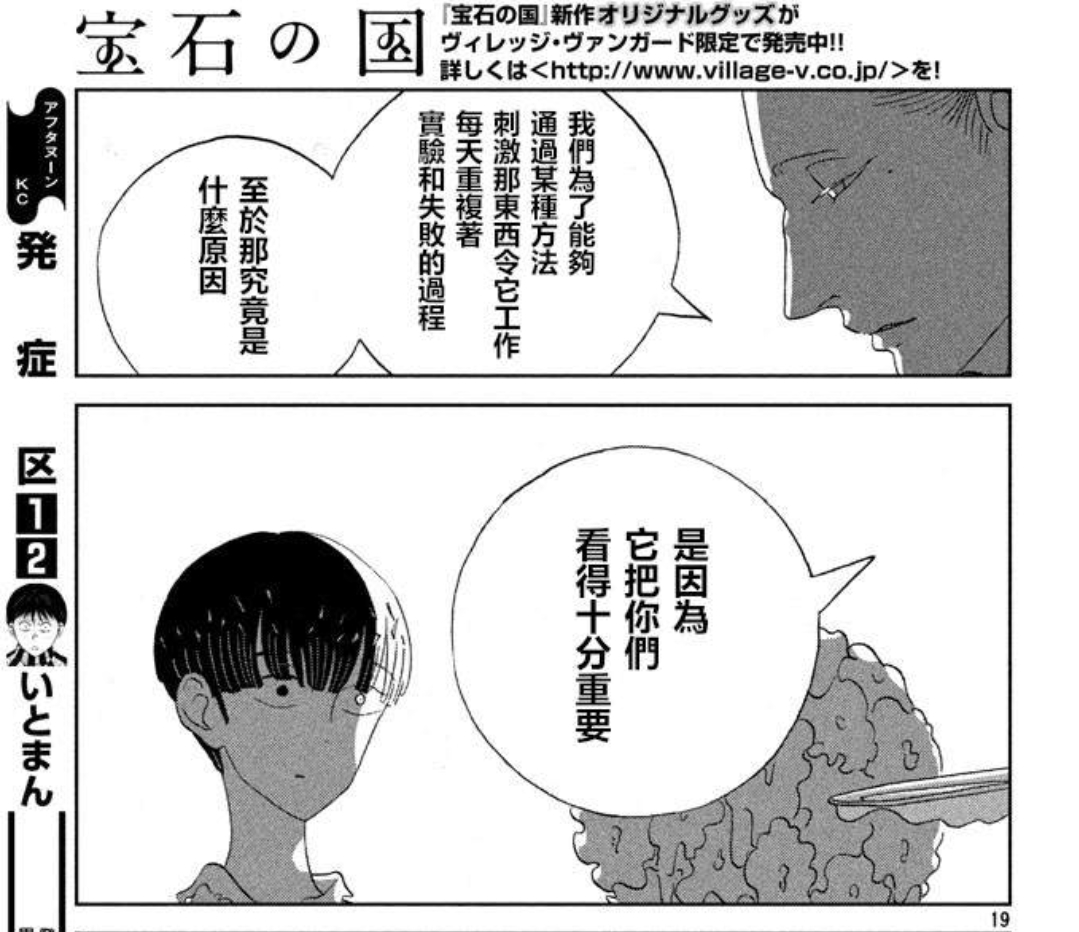 宝石の国
『宝石の国』新作オリジナルグッズが
ヴィレッジ・ヴァンガード限定で発売中!!
詳しくは<http://www.village-v.co.jp/>を!
アフタヌーン
KC
発症区12
いとまん
我們為了能夠
通過某種方法
刺激那東西令它工作
每天重複著
實驗和失敗的過程
至於那究竟是
什麼原因
是因為
它把你們
看得十分重要
19